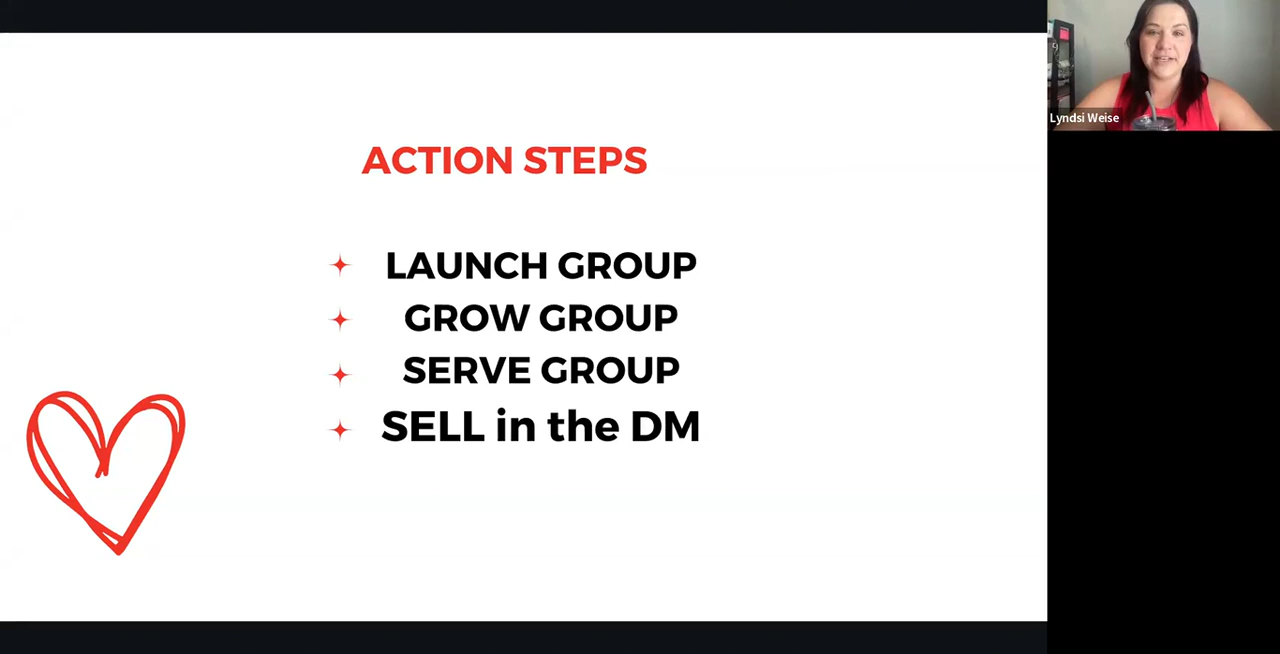 ACTION STEPS
LAUNCH GROUP
GROW GROUP
SERVE GROUP
SELL in the DM
Lyndsi Weise